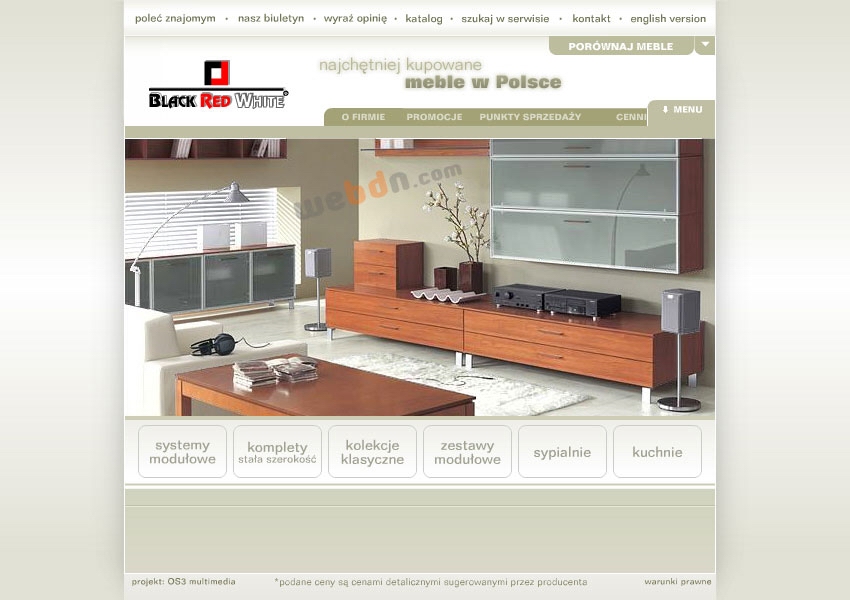 poleć znajomym • nasz biuletyn • wyraź opinię • katalog • szukaj w serwisie • kontakt • english version
PORÓWNAJ MEBLE
najchętniej kupowane
meble w Polsce
BLACK RED WHITE®
O FIRMIE PROMOCJE PUNKTY SPRZEDAŻY CENNI
MENU
webdn.com
systemy
modułowe
komplety
stała szerokość
kolekcje
klasyczne
zestawy
modułowe
sypialnie
kuchnie
projekt: OS3 multimedia
*podane ceny są cenami detalicznymi sugerowanymi przez producenta
warunki prawne